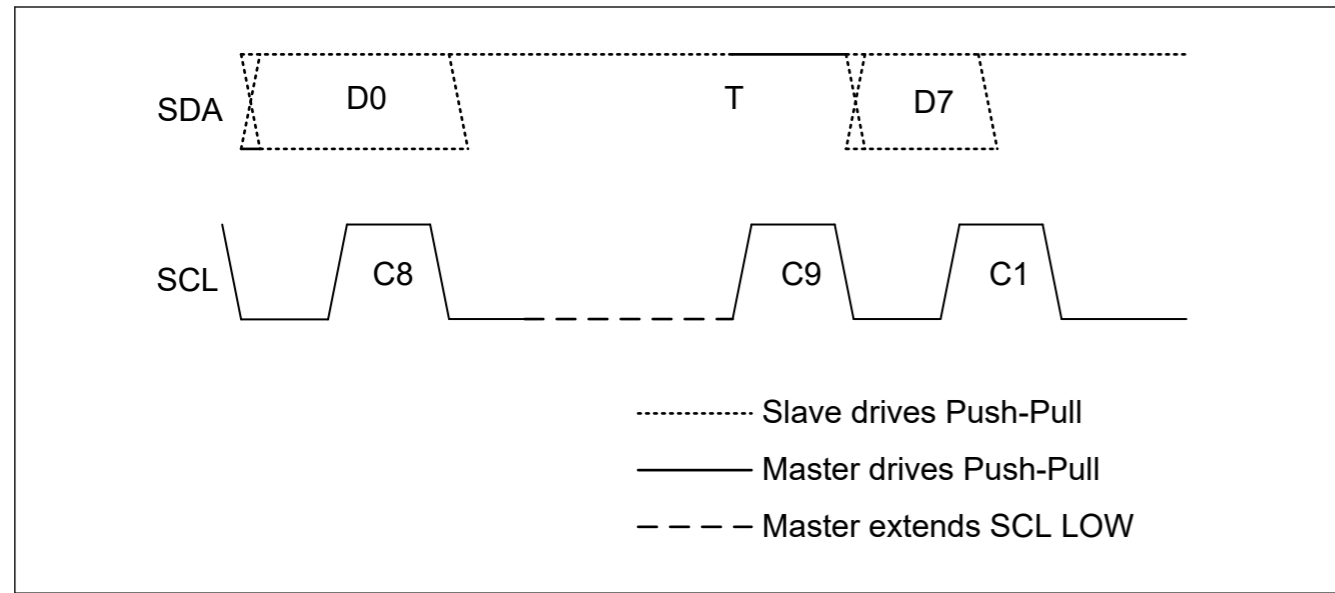 SDA D0 T D7
SCL C8 C9 C1
Slave drives Push-Pull
Master drives Push-Pull
Master extends SCL LOW